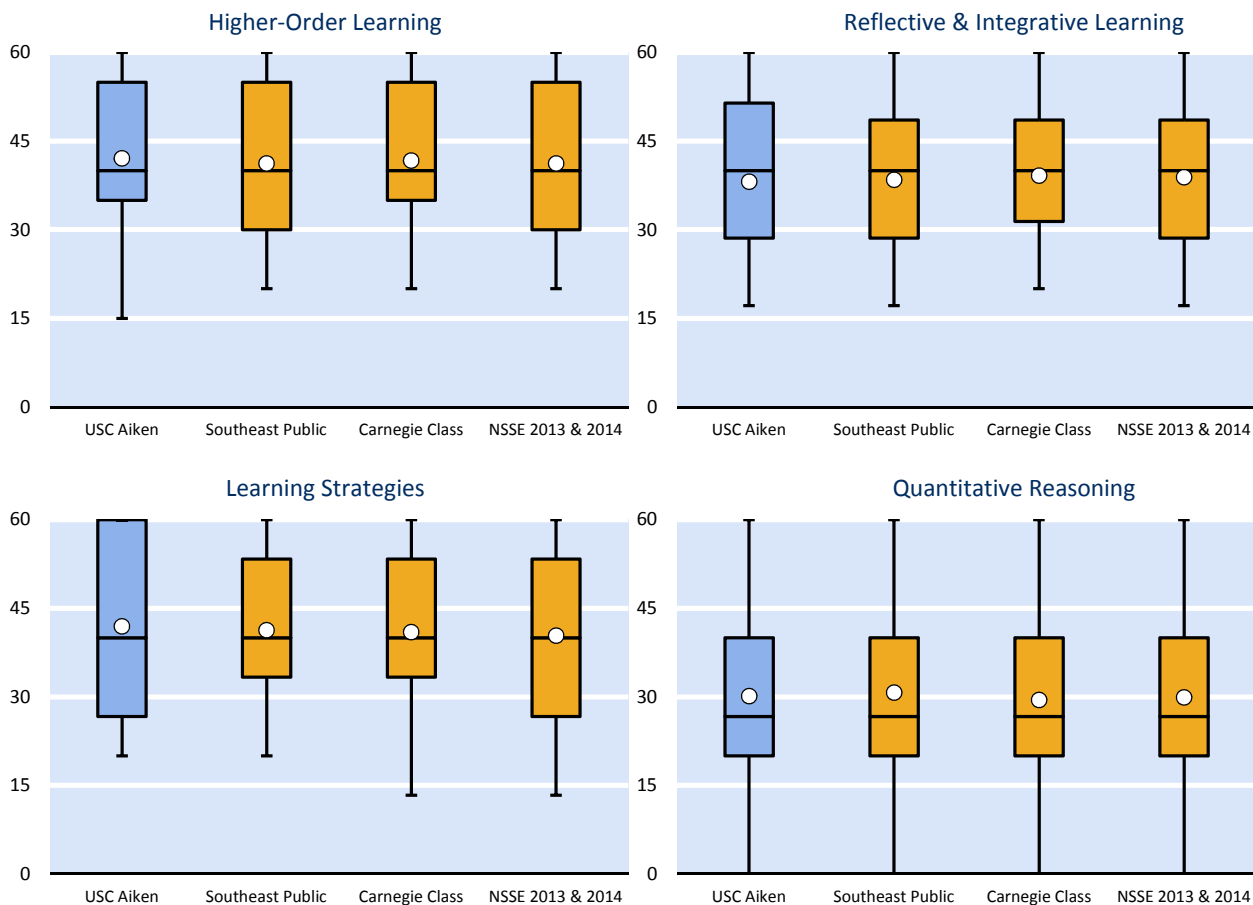 Higher-Order Learning
60
45
30
15
0
USC Aiken Southeast Public Carnegie Class NSSE 2013 & 2014
Reflective & Integrative Learning
60
45
30
15
0
USC Aiken Southeast Public Carnegie Class NSSE 2013 & 2014
Learning Strategies
60
45
30
15
0
USC Aiken Southeast Public Carnegie Class NSSE 2013 & 2014
Quantitative Reasoning
60
45
30
15
0
USC Aiken Southeast Public Carnegie Class NSSE 2013 & 2014